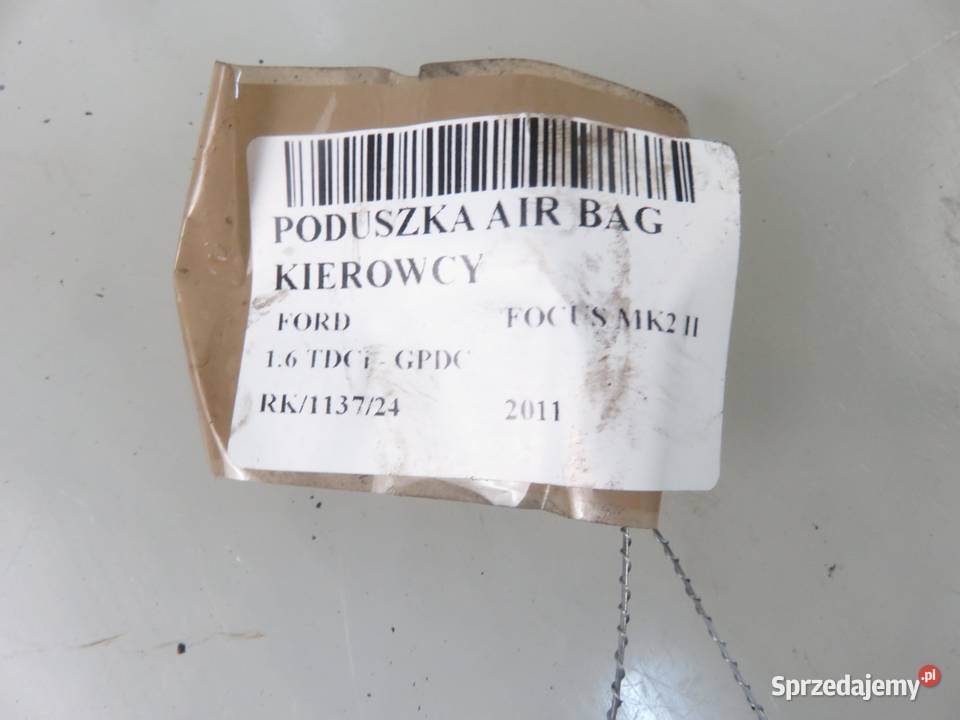 PODUSZKA AIR BAG
KIEROWCY
FORD FOCUS MK2 II
1.6 TDCi - GPDC
RK/1137/24 2011
Sprzedajemy.pl